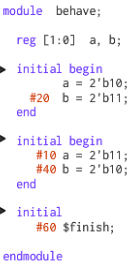 module behave;
reg [1:0] a, b;
initial begin
a = 2'b10;
#20 b = 2'b11;
end
initial begin
#10 a = 2'b11;
#40 b = 2'b10;
end
initial
#60 $finish;
endmodule